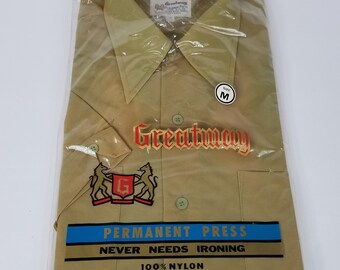 M
Greatway
G
PERMANENT PRESS
NEVER NEEDS IRONING
100% NYLON